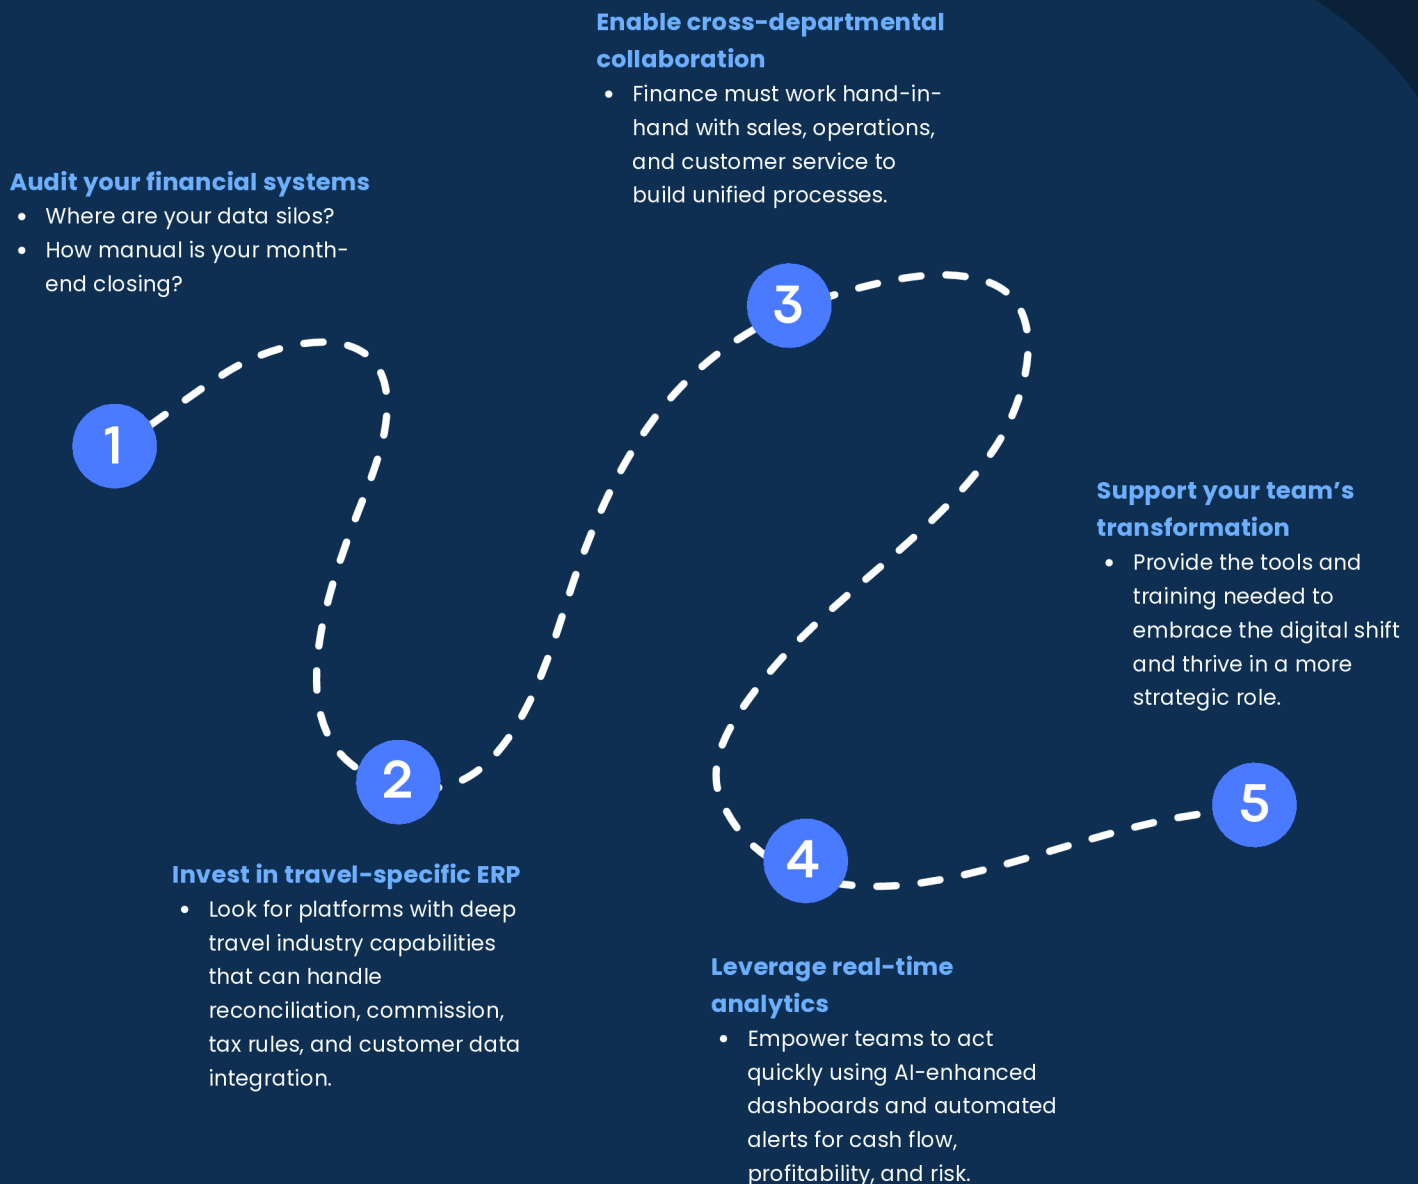 Audit your financial systems
• Where are your data silos?
• How manual is your month-
end closing?
1
Invest in travel-specific ERP
• Look for platforms with deep
travel industry capabilities
that can handle
reconciliation, commission,
tax rules, and customer data
integration.
2
Enable cross-departmental
collaboration
• Finance must work hand-in-
hand with sales, operations,
and customer service to
build unified processes.
3
Leverage real-time
analytics
• Empower teams to act
quickly using AI-enhanced
dashboards and automated
alerts for cash flow,
profitability, and risk.
4
Support your team’s
transformation
• Provide the tools and
training needed to
embrace the digital shift
and thrive in a more
strategic role.
5